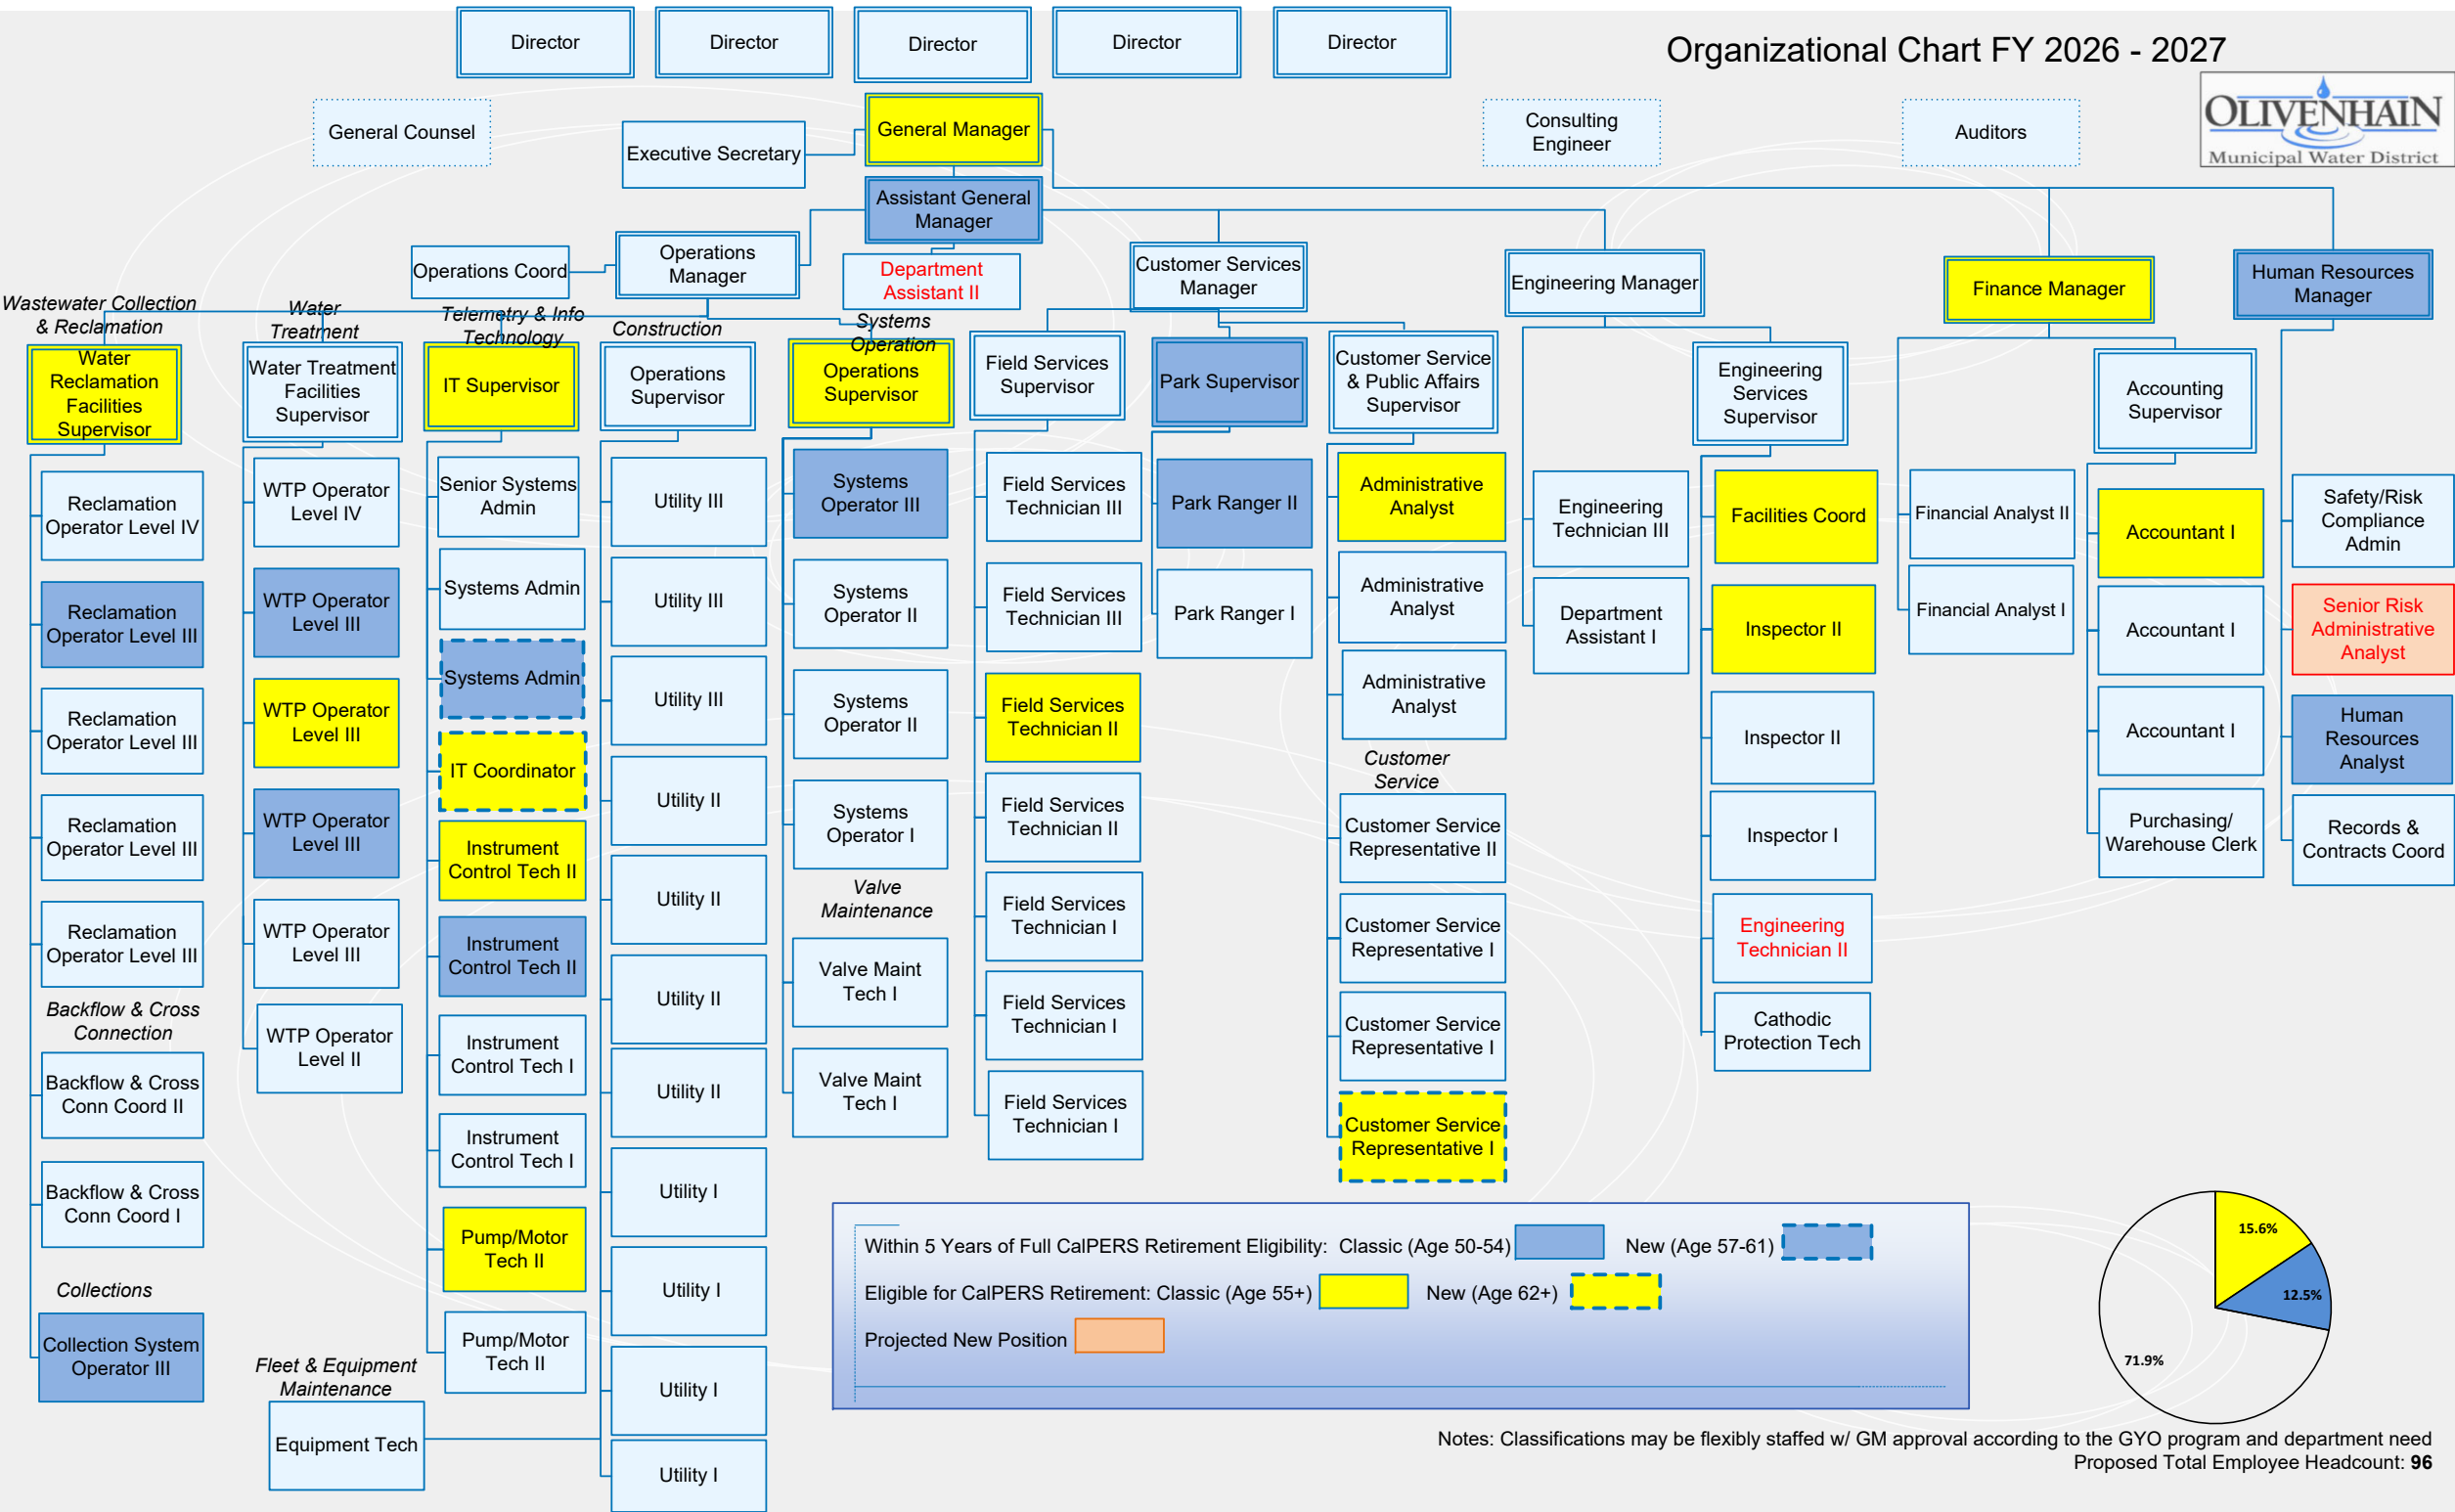 Director
Director
Director
Director
Director
Organizational Chart FY 2026 - 2027
OLIVENHAIN
Municipal Water District
General Counsel
Executive Secretary
General Manager
Consulting
Engineer
Auditors
Assistant General
Manager
Operations Coord
Operations
Manager
Department
Assistant II
Customer Services
Manager
Engineering Manager
Finance Manager
Human Resources
Manager
Wastewater Collection
& Reclamation
Water
Reclamation
Facilities
Supervisor
Reclamation
Operator Level IV
Reclamation
Operator Level III
Reclamation
Operator Level III
Reclamation
Operator Level III
Reclamation
Operator Level III
Backflow & Cross
Connection
Backflow & Cross
Conn Coord II
Backflow & Cross
Conn Coord I
Collections
Collection System
Operator III
Water
Treatment
Water Treatment
Facilities
Supervisor
WTP Operator
Level IV
WTP Operator
Level III
WTP Operator
Level III
WTP Operator
Level III
WTP Operator
Level III
WTP Operator
Level II
Fleet & Equipment
Maintenance
Equipment Tech
Telemetry & Info
Technology
IT Supervisor
Senior Systems
Admin
Systems Admin
Systems Admin
IT Coordinator
Instrument
Control Tech II
Instrument
Control Tech II
Instrument
Control Tech I
Instrument
Control Tech I
Pump/Motor
Tech II
Pump/Motor
Tech II
Construction
Operations
Supervisor
Utility III
Utility III
Utility III
Utility II
Utility II
Utility II
Utility II
Utility I
Utility I
Utility I
Utility I
Systems
Operation
Operations
Supervisor
Systems
Operator III
Systems
Operator II
Systems
Operator II
Systems
Operator I
Valve
Maintenance
Valve Maint
Tech I
Valve Maint
Tech I
Field Services
Supervisor
Field Services
Technician III
Field Services
Technician III
Field Services
Technician II
Field Services
Technician II
Field Services
Technician I
Field Services
Technician I
Field Services
Technician I
Park Supervisor
Park Ranger II
Park Ranger I
Customer Service
& Public Affairs
Supervisor
Administrative
Analyst
Administrative
Analyst
Administrative
Analyst
Customer
Service
Customer Service
Representative II
Customer Service
Representative I
Customer Service
Representative I
Customer Service
Representative I
Engineering
Technician III
Department
Assistant I
Engineering
Services
Supervisor
Facilities Coord
Inspector II
Inspector II
Inspector I
Engineering
Technician II
Cathodic
Protection Tech
Financial Analyst II
Financial Analyst I
Accounting
Supervisor
Accountant I
Accountant I
Accountant I
Purchasing/
Warehouse Clerk
Safety/Risk
Compliance
Admin
Senior Risk
Administrative
Analyst
Human
Resources
Analyst
Records &
Contracts Coord
Within 5 Years of Full CalPERS Retirement Eligibility: Classic (Age 50-54) New (Age 57-61)
Eligible for CalPERS Retirement: Classic (Age 55+) New (Age 62+)
Projected New Position
15.6%
12.5%
71.9%
Notes: Classifications may be flexibly staffed w/ GM approval according to the GYO program and department need
Proposed Total Employee Headcount: 96